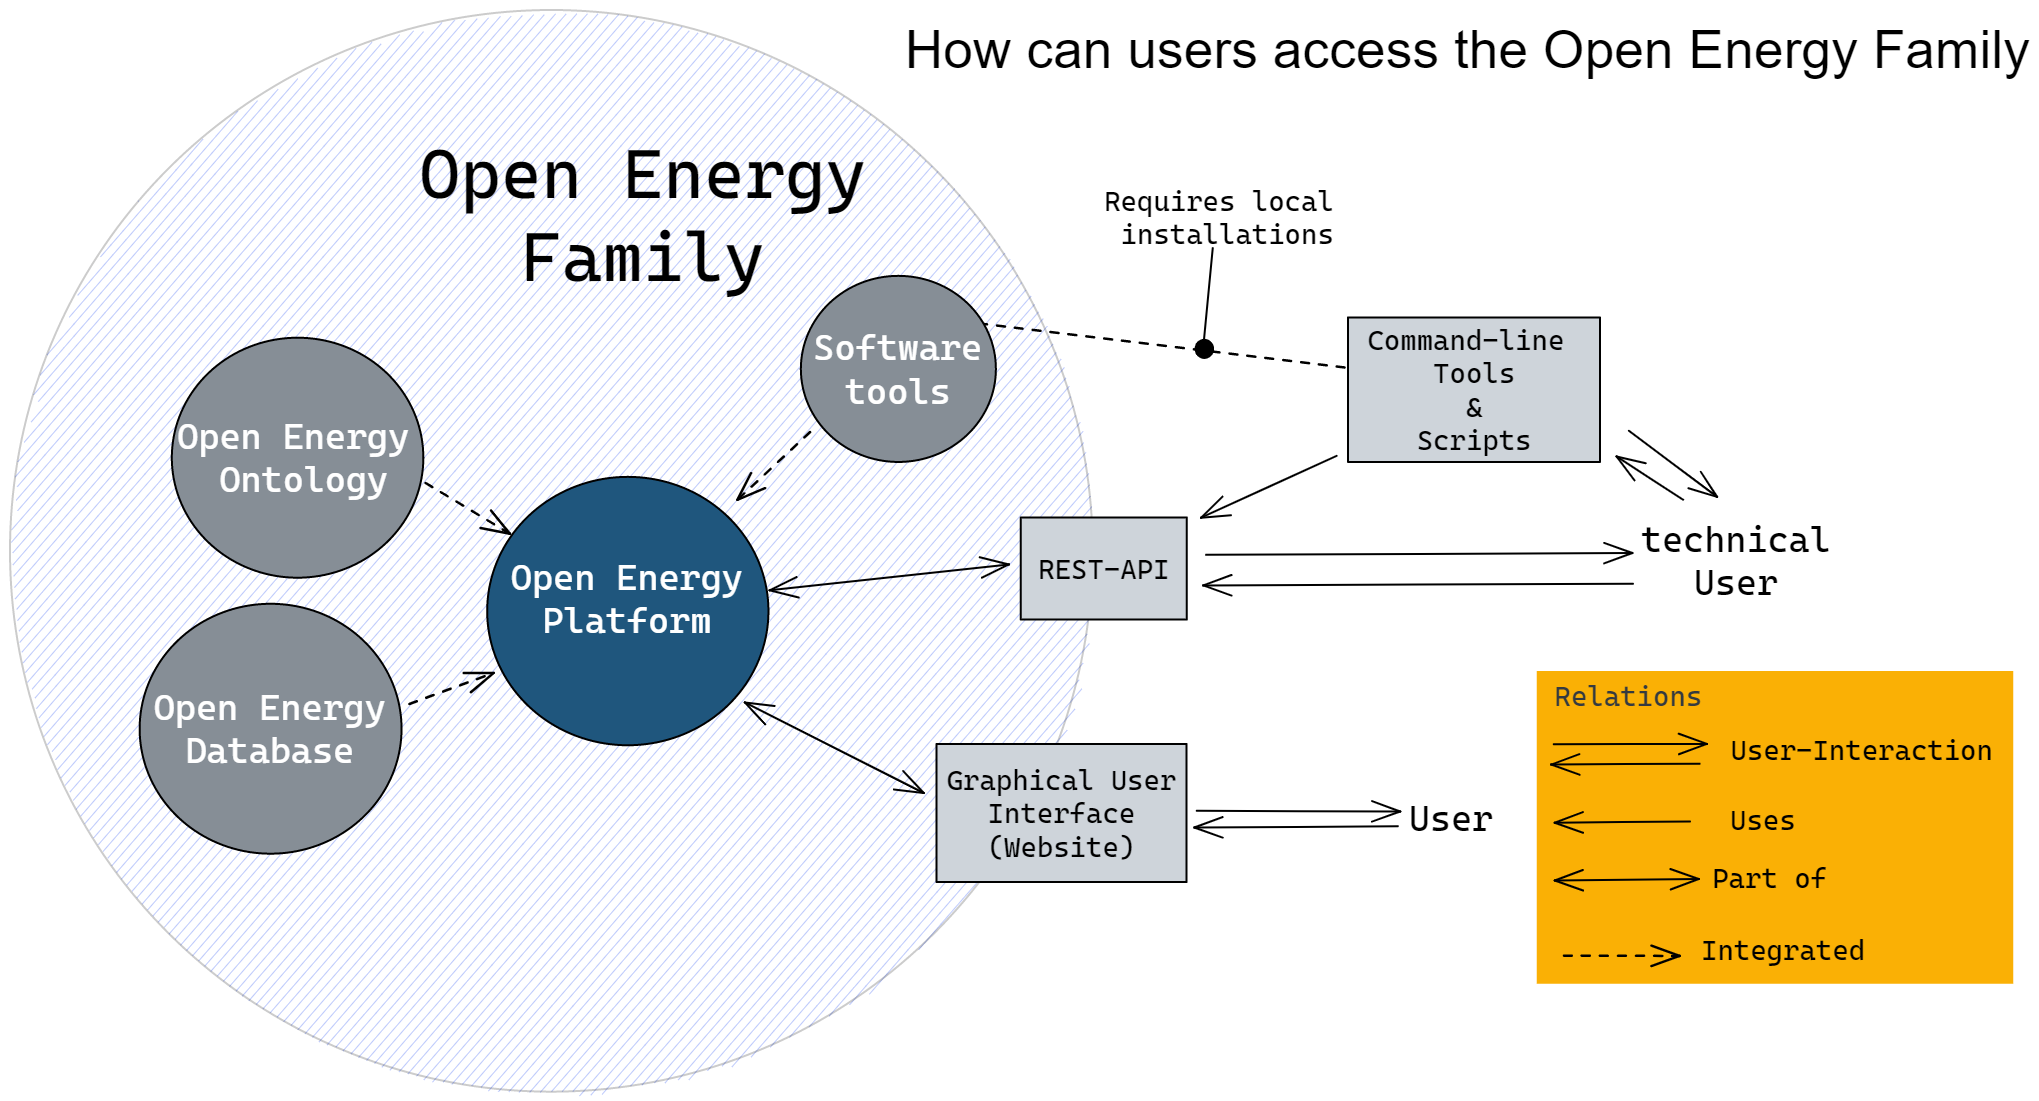 How can users access the Open Energy Family
Open Energy
Family
Requires local
installations
Software
tools
Command-line
Tools
&
Scripts
Open Energy
Ontology
Open Energy
Platform
REST-API
technical
User
Open Energy
Database
Graphical User
Interface
(Website)
User
Relations
User-Interaction
Uses
Part of
Integrated